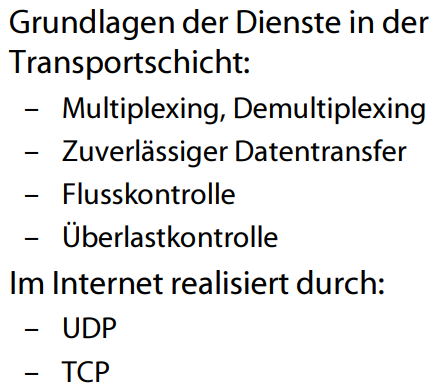 Grundlagen der Dienste in der
Transportschicht:
– Multiplexing, Demultiplexing
– Zuverlässiger Datentransfer
– Flusskontrolle
– Überlastkontrolle
Im Internet realisiert durch:
– UDP
– TCP